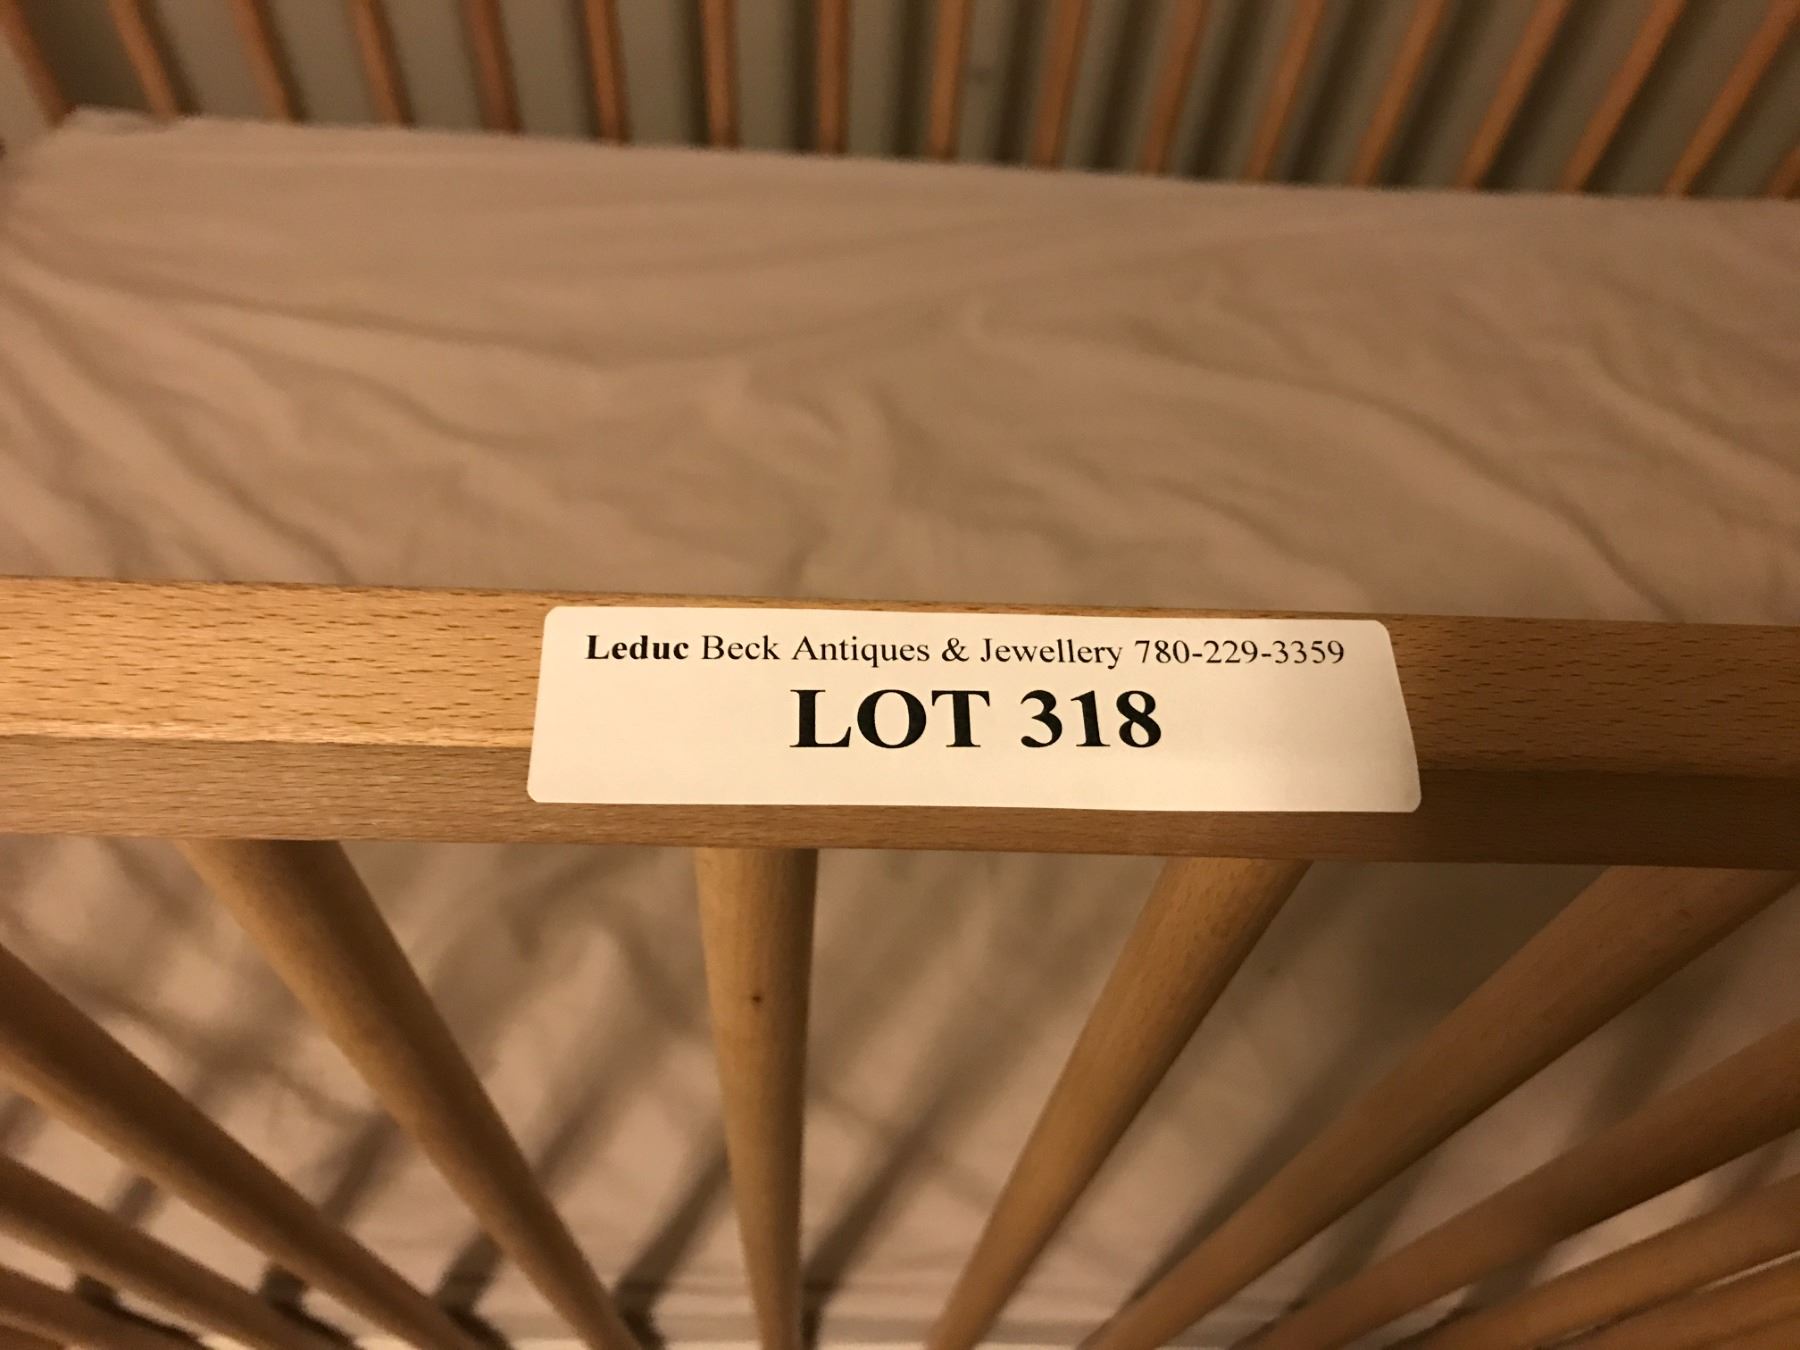 Leduc Beck Antiques & Jewellery 780-229-3359
LOT 318